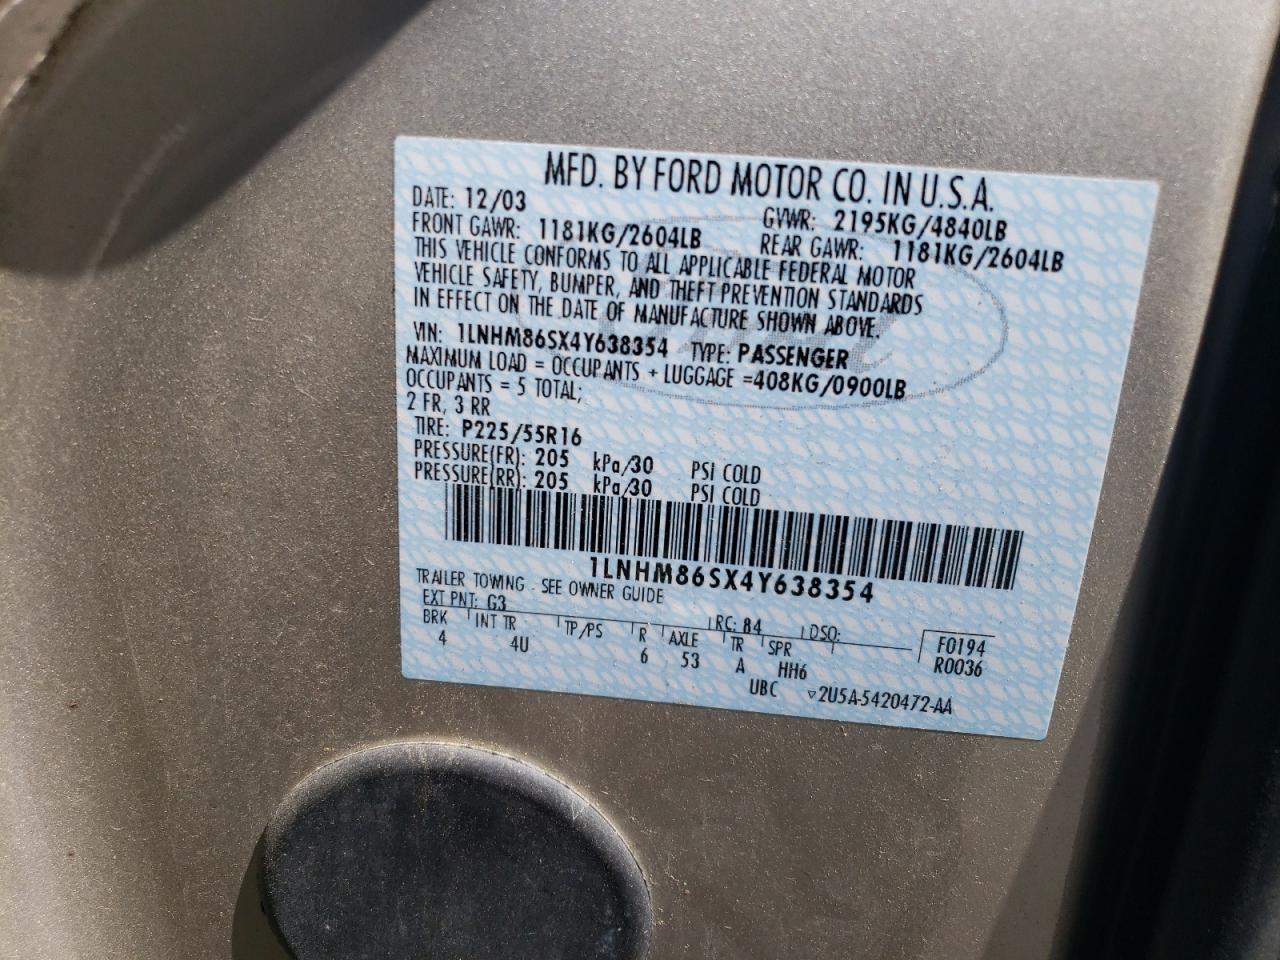 MFD. BY FORD MOTOR CO. IN U.S.A.
DATE: 12/03 GVWR: 2195KG/4840LB
FRONT GAWR: 1181KG/2604LB REAR GAWR: 1181KG/2604LB
THIS VEHICLE CONFORMS TO ALL APPLICABLE FEDERAL MOTOR
VEHICLE SAFETY, BUMPER, AND THEFT PREVENTION STANDARDS
IN EFFECT ON THE DATE OF MANUFACTURE SHOWN ABOVE.
VIN: 1LNHM86SX4Y638354 TYPE: PASSENGER
MAXIMUM LOAD = OCCUPANTS + LUGGAGE =408KG/0900LB
OCCUPANTS = 5 TOTAL;
2 FR, 3 RR
TIRE: P225/55R16
PRESSURE(FR): 205 kPa/30 PSI COLD
PRESSURE(RR): 205 kPa/30 PSI COLD
1LNHM86SX4Y638354
TRAILER TOWING - SEE OWNER GUIDE
EXT PNT: G3 RC: 84 DSO: F0194
BRK INT TR TP/PS R AXLE TR SPR R0036
4 4U 6 53 A HH6
UBC ▽2U5A-5420472-AA